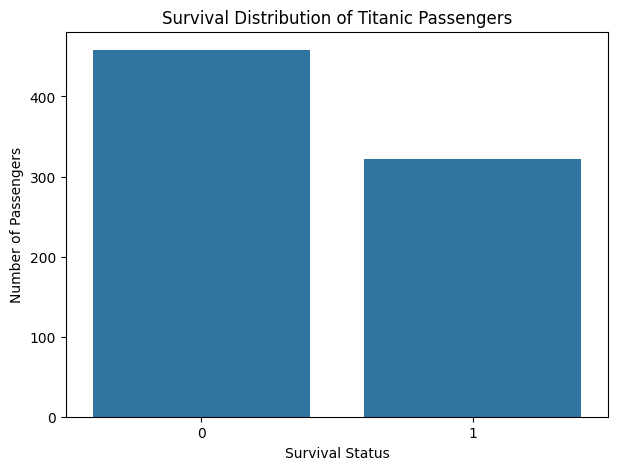 Survival Distribution of Titanic Passengers
Number of Passengers
400
300
200
100
0
0 1
Survival Status